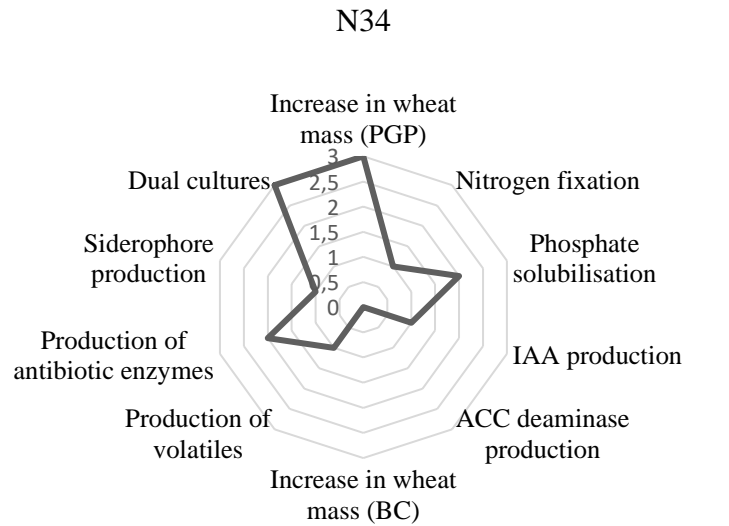 N34
Increase in wheat
mass (PGP)
Nitrogen fixation
Phosphate
solubilisation
IAA production
ACC deaminase
production
Increase in wheat
mass (BC)
Production of
volatiles
Production of
antibiotic enzymes
Siderophore
production
Dual cultures
3
2,5
2
1,5
1
0,5
0